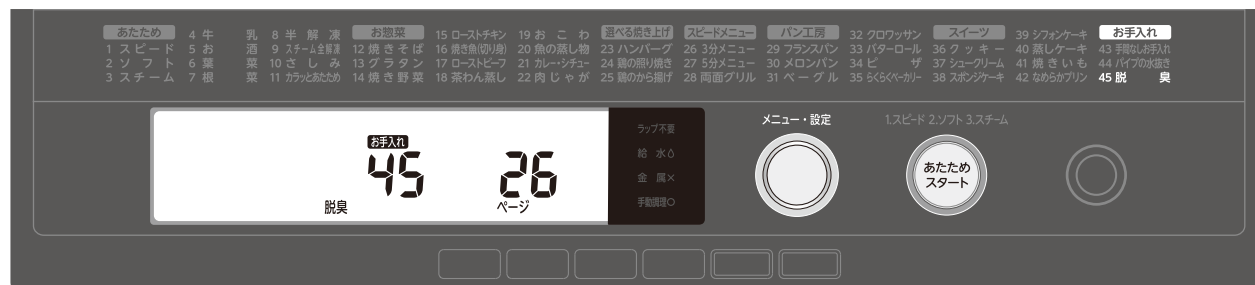 あたため
1 スピード
2 ソフト
3 スチーム
4 牛乳
5 お酒
6 葉菜
7 根菜
8 半解凍
9 スチーム全解凍
10 さしみ
11 カラッとあたため
お惣菜
12 焼きそば
13 グラタン
14 焼き野菜
15 ローストチキン
16 焼き魚(切り身)
17 ローストビーフ
18 茶わん蒸し
19 おこわ
20 魚の蒸し物
21 カレー・シチュー
22 肉じゃが
選べる焼き上げ
23 ハンバーグ
24 鶏の照り焼き
25 鶏のから揚げ
スピードメニュー
26 3分メニュー
27 5分メニュー
28 両面グリル
パン工房
29 フランスパン
30 メロンパン
31 ベーグル
32 クロワッサン
33 バターロール
34 ピザ
35 らくらくベーカリー
スイーツ
36 クッキー
37 シュークリーム
38 スポンジケーキ
39 シフォンケーキ
40 蒸しケーキ
41 焼きいも
42 なめらかプリン
お手入れ
43 手間なしお手入れ
44 パイプの水抜き
45 脱臭
お手入れ
45 26
脱臭 ページ
ラップ不要
給水
金属×
手動調理○
メニュー・設定
1.スピード 2.ソフト 3.スチーム
あたため
スタート